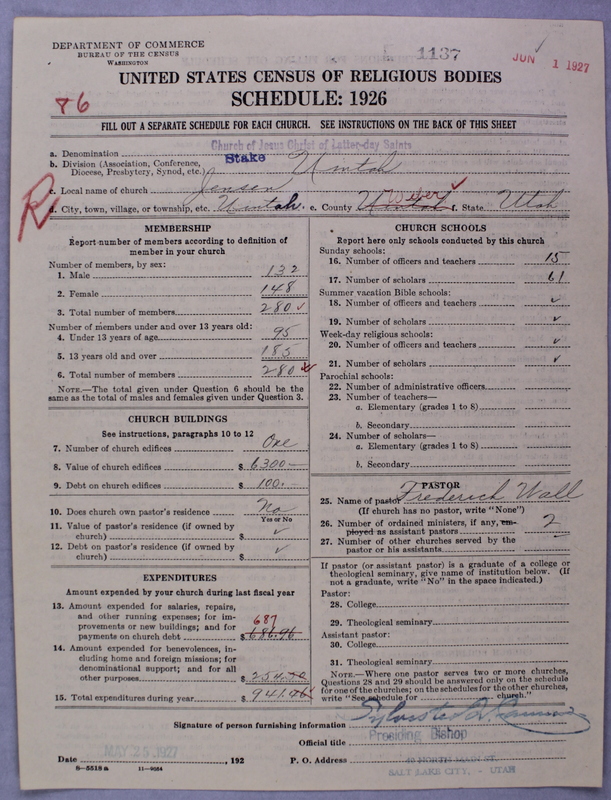 DEPARTMENT OF COMMERCE
BUREAU OF THE CENSUS
WASHINGTON
1137
JUN 1 1927
UNITED STATES CENSUS OF RELIGIOUS BODIES
86
SCHEDULE: 1926
FILL OUT A SEPARATE SCHEDULE FOR EACH CHURCH. SEE INSTRUCTIONS ON THE BACK OF THIS SHEET
a. Denomination Church of Jesus Christ of Latter-day Saints
b. Division (Association, Conference, Diocese, Presbytery, Synod, etc.) Stake Uintah
c. Local name of church Jensen
R
d. City, town, village, or township, etc. Uintah. e. County Uintah Weber f. State Utah
MEMBERSHIP
Report number of members according to definition of
member in your church
Number of members, by sex:
1. Male 132
2. Female 148
3. Total number of members 280
Number of members under and over 13 years old:
4. Under 13 years of age 95
5. 13 years old and over 185
6. Total number of members 280
NOTE.—The total given under Question 6 should be the
same as the total of males and females given under Question 3.
CHURCH BUILDINGS
See instructions, paragraphs 10 to 12
7. Number of church edifices One
8. Value of church edifices $ 6300—
9. Debt on church edifices $ 100.—
10. Does church own pastor's residence No
Yes or No
11. Value of pastor's residence (if owned by
church) $
12. Debt on pastor's residence (if owned by
church) $
EXPENDITURES
Amount expended by your church during last fiscal year
13. Amount expended for salaries, repairs,
and other running expenses; for im-
provements or new buildings; and for
payments on church debt $ 686.96 687
14. Amount expended for benevolences, in-
cluding home and foreign missions; for
denominational support; and for all
other purposes $ 254.
15. Total expenditures during year $ 941.
CHURCH SCHOOLS
Report here only schools conducted by this church
Sunday schools:
16. Number of officers and teachers 15
17. Number of scholars 61
Summer vacation Bible schools:
18. Number of officers and teachers
19. Number of scholars
Week-day religious schools:
20. Number of officers and teachers
21. Number of scholars
Parochial schools:
22. Number of administrative officers
23. Number of teachers—
a. Elementary (grades 1 to 8)
b. Secondary
24. Number of scholars—
a. Elementary (grades 1 to 8)
b. Secondary
PASTOR
25. Name of pastor Frederick Wall
(If church has no pastor, write "None")
26. Number of ordained ministers, if any, em-
ployed as assistant pastors 2
27. Number of other churches served by the
pastor or his assistants
If pastor (or assistant pastor) is a graduate of a college or
theological seminary, give name of institution below. (If
not a graduate, write "No" in the space indicated.)
Pastor:
28. College
29. Theological seminary
Assistant pastor:
30. College
31. Theological seminary
NOTE.—Where one pastor serves two or more churches,
Questions 28 and 29 should be answered only on the schedule
for one of the churches; on the schedules for the other churches,
write "See schedule for church."
Signature of person furnishing information Sylvester Q. Cannon
Official title Presiding Bishop
MAY 25 1927
Date , 192 P. O. Address 40 NORTH MAIN ST.
SALT LAKE CITY, - UTAH
8—5518a 11—9564